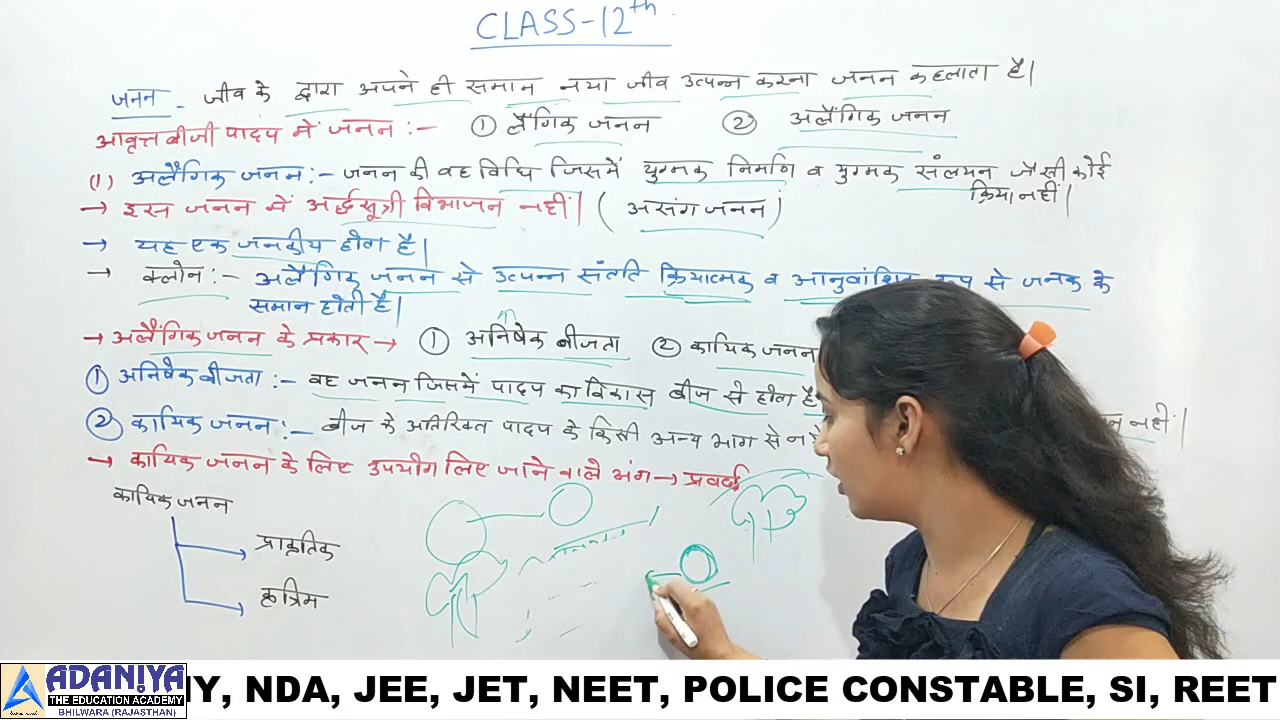 CLASS-12th
जनन - जीव के द्वारा अपने ही समान नया जीव उत्पन्न करना जनन कहलाता है।
आवृत्तबीजी पादप में जनन :- ① लैंगिक जनन ② अलैंगिक जनन
(1) अलैंगिक जनन :- जनन की वह विधि जिसमें युग्मक निर्माण व युग्मक संलयन जैसी कोई
क्रिया नहीं।
→ इस जनन में अर्द्धसूत्री विभाजन नहीं। (असंगजनन)
→ यह एक जनकीय होता है।
→ क्लोन :- अलैंगिक जनन से उत्पन्न संतति क्रियात्मक व आनुवांशिक रूप से जनक के
समान होती है।
→ अलैंगिक जनन के प्रकार → ① अनिषेक बीजता ② कायिक जनन
① अनिषेक बीजता :- वह जनन जिसमें पादप का विकास बीज से होता है
② कायिक जनन :- बीज के अतिरिक्त पादप के किसी अन्य भाग से नये नहीं।
→ कायिक जनन के लिए उपयोग लिए जाने वाले अंग → प्रवर्द्ध
कायिक जनन
प्राकृतिक
कृत्रिम
ADANIYA
THE EDUCATION ACADEMY
BHILWARA (RAJASTHAN)
MY, NDA, JEE, JET, NEET, POLICE CONSTABLE, SI, REET